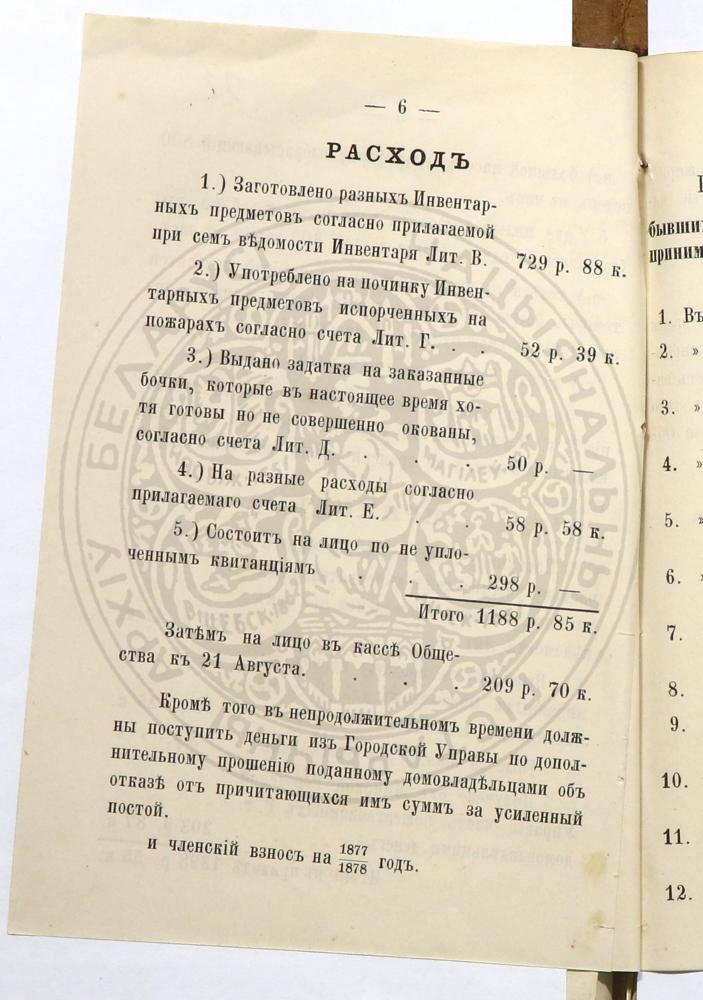 — 6 —
РАСХОДЪ
1.) Заготовлено разныхъ Инвентар-
ныхъ предметовъ согласно прилагаемой
при семъ вѣдомости Инвентаря Лит. В. 729 р. 88 к.
2.) Употреблено на починку Инвен-
тарныхъ предметовъ испорченныхъ на
пожарахъ согласно счета Лит. Г. . . 52 р. 39 к.
3.) Выдано задатка на заказанные
бочки, которые въ настоящее время хо-
тя готовы но не совершенно окованы,
согласно счета Лит. Д. . . . 50 р. —
4.) На разные расходы согласно
прилагаемаго счета Лит. Е. . . 58 р. 58 к.
5.) Состоитъ на лицо по не упло-
ченнымъ квитанціямъ . . . 298 р. —
Итого 1188 р. 85 к.
Затѣмъ на лицо въ кассѣ Обще-
ства къ 21 Августа. . . . 209 р. 70 к.
Кромѣ того въ непродолжительномъ времени долж-
ны поступить деньги изъ Городской Управы по допол-
нительному прошенію поданному домовладѣльцами объ
отказѣ отъ причитающихся имъ суммъ за усиленный
постой.
и членскій взносъ на 1877/1878 годъ.
бывших
приним
1. Въ
2. »
3. »
4. »
5. »
6. »
7.
8.
9.
10.
11.
12.